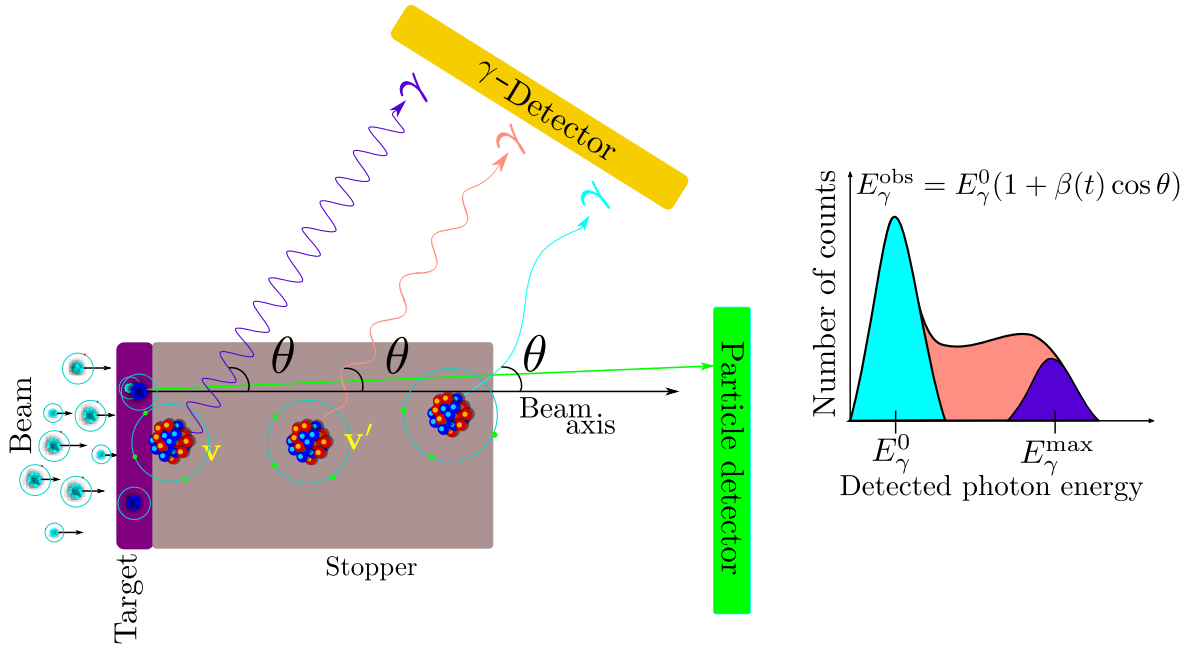 γ–Detector
γ
γ
γ
θ
θ
θ
Beam
Target
v
v′
Beam
axis
Stopper
Particle detector
Number of counts
E_γ^obs = E_γ^0(1 + β(t) cos θ)
E_γ^0
E_γ^max
Detected photon energy